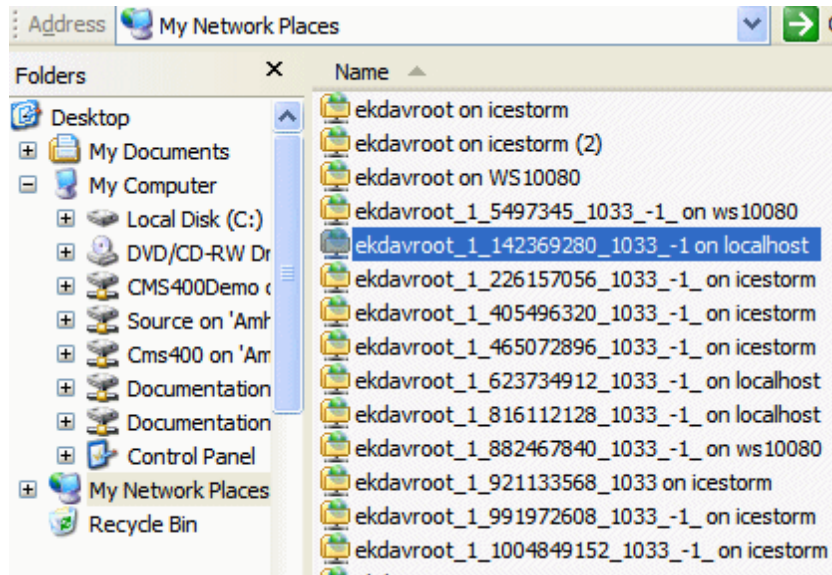 Address My Network Places
Folders
Desktop
My Documents
My Computer
Local Disk (C:)
DVD/CD-RW Dr
CMS400Demo
Source on 'Amh
Cms400 on 'Am
Documentation
Documentation
Control Panel
My Network Places
Recycle Bin
Name
ekdavroot on icestorm
ekdavroot on icestorm (2)
ekdavroot on WS10080
ekdavroot_1_5497345_1033_-1_ on ws10080
ekdavroot_1_142369280_1033_-1 on localhost
ekdavroot_1_226157056_1033_-1_ on icestorm
ekdavroot_1_405496320_1033_-1_ on icestorm
ekdavroot_1_465072896_1033_-1_ on icestorm
ekdavroot_1_623734912_1033_-1_ on localhost
ekdavroot_1_816112128_1033_-1_ on localhost
ekdavroot_1_882467840_1033_-1_ on ws10080
ekdavroot_1_921133568_1033 on icestorm
ekdavroot_1_991972608_1033_-1_ on icestorm
ekdavroot_1_1004849152_1033_-1_ on icestorm